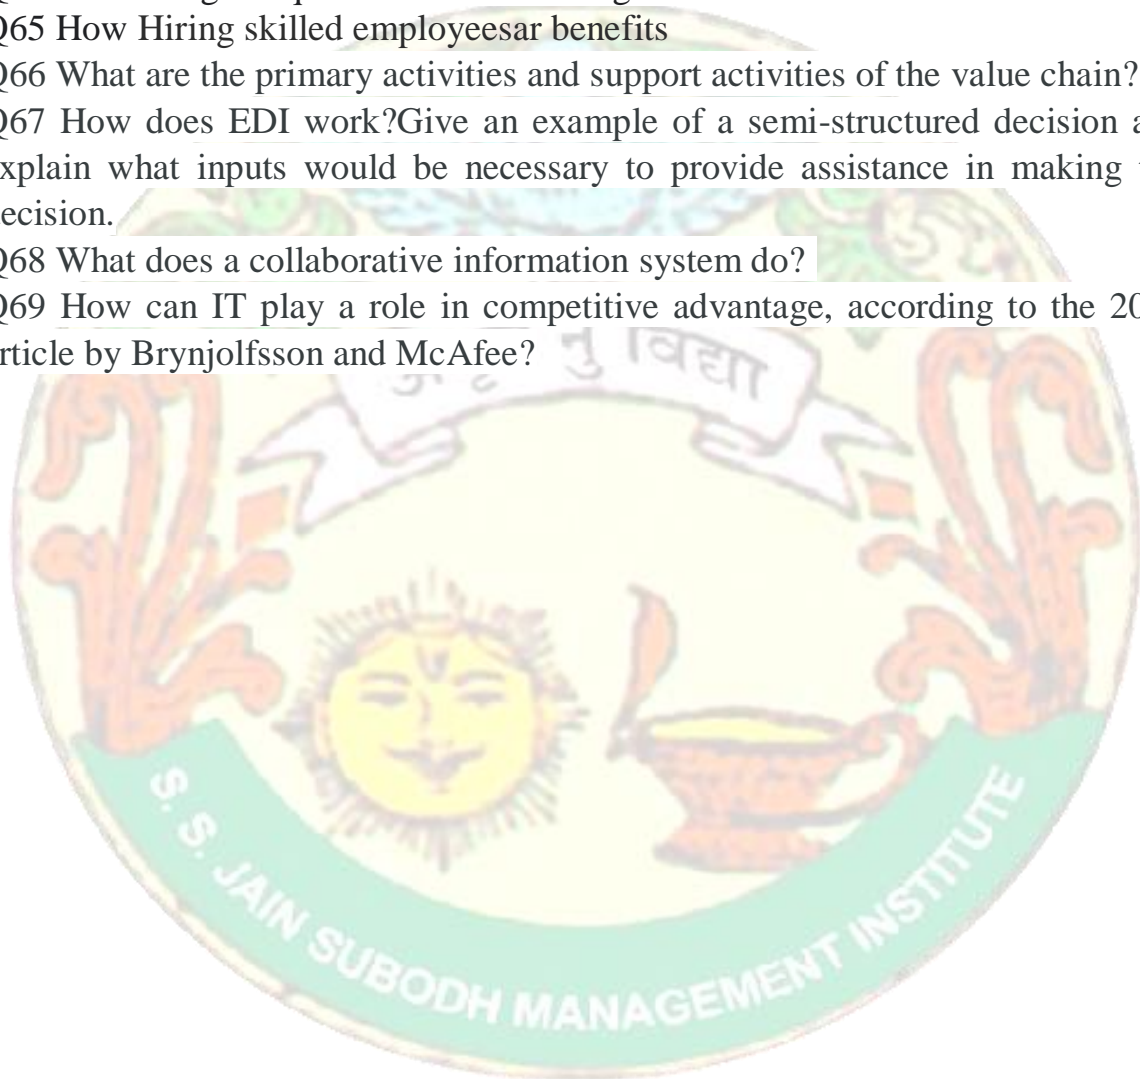 Q65 How Hiring skilled employeesar benefits
Q66 What are the primary activities and support activities of the value chain?
Q67 How does EDI work?Give an example of a semi-structured decision a
xplain what inputs would be necessary to provide assistance in making
ecision.
Q68 What does a collaborative information system do?
Q69 How can IT play a role in competitive advantage, according to the 20
rticle by Brynjolfsson and McAfee?
नु विद्या
S. S. JAIN SUBODH MANAGEMENT INSTITUTE